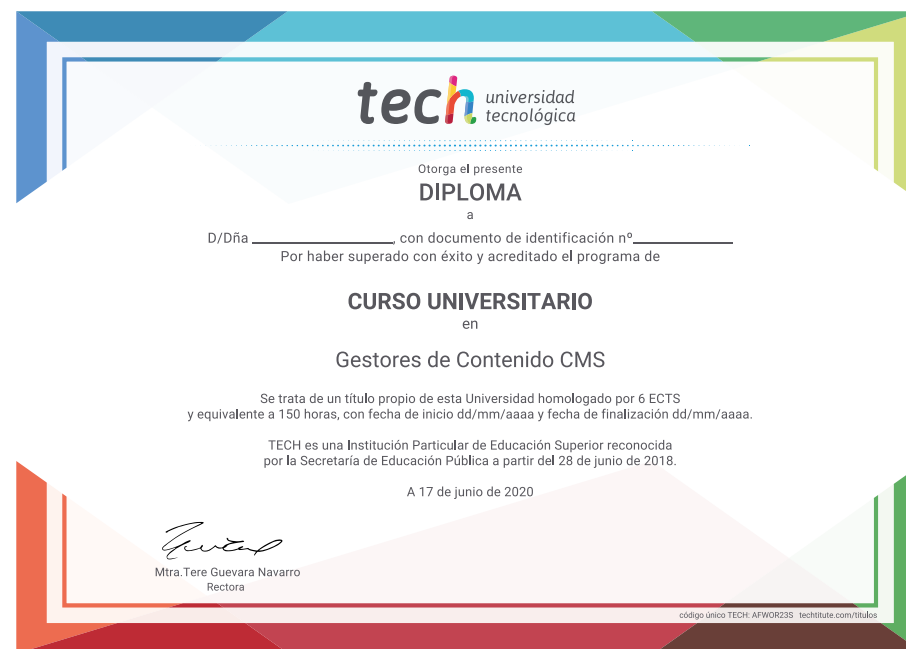 tech universidad
tecnológica
Otorga el presente
DIPLOMA
a
D/Dña ____________________, con documento de identificación nº______________
Por haber superado con éxito y acreditado el programa de
CURSO UNIVERSITARIO
en
Gestores de Contenido CMS
Se trata de un título propio de esta Universidad homologado por 6 ECTS
y equivalente a 150 horas, con fecha de inicio dd/mm/aaaa y fecha de finalización dd/mm/aaaa.
TECH es una Institución Particular de Educación Superior reconocida
por la Secretaría de Educación Pública a partir del 28 de junio de 2018.
A 17 de junio de 2020
Mtra.Tere Guevara Navarro
Rectora
código único TECH: AFWOR23S techtitute.com/titulos